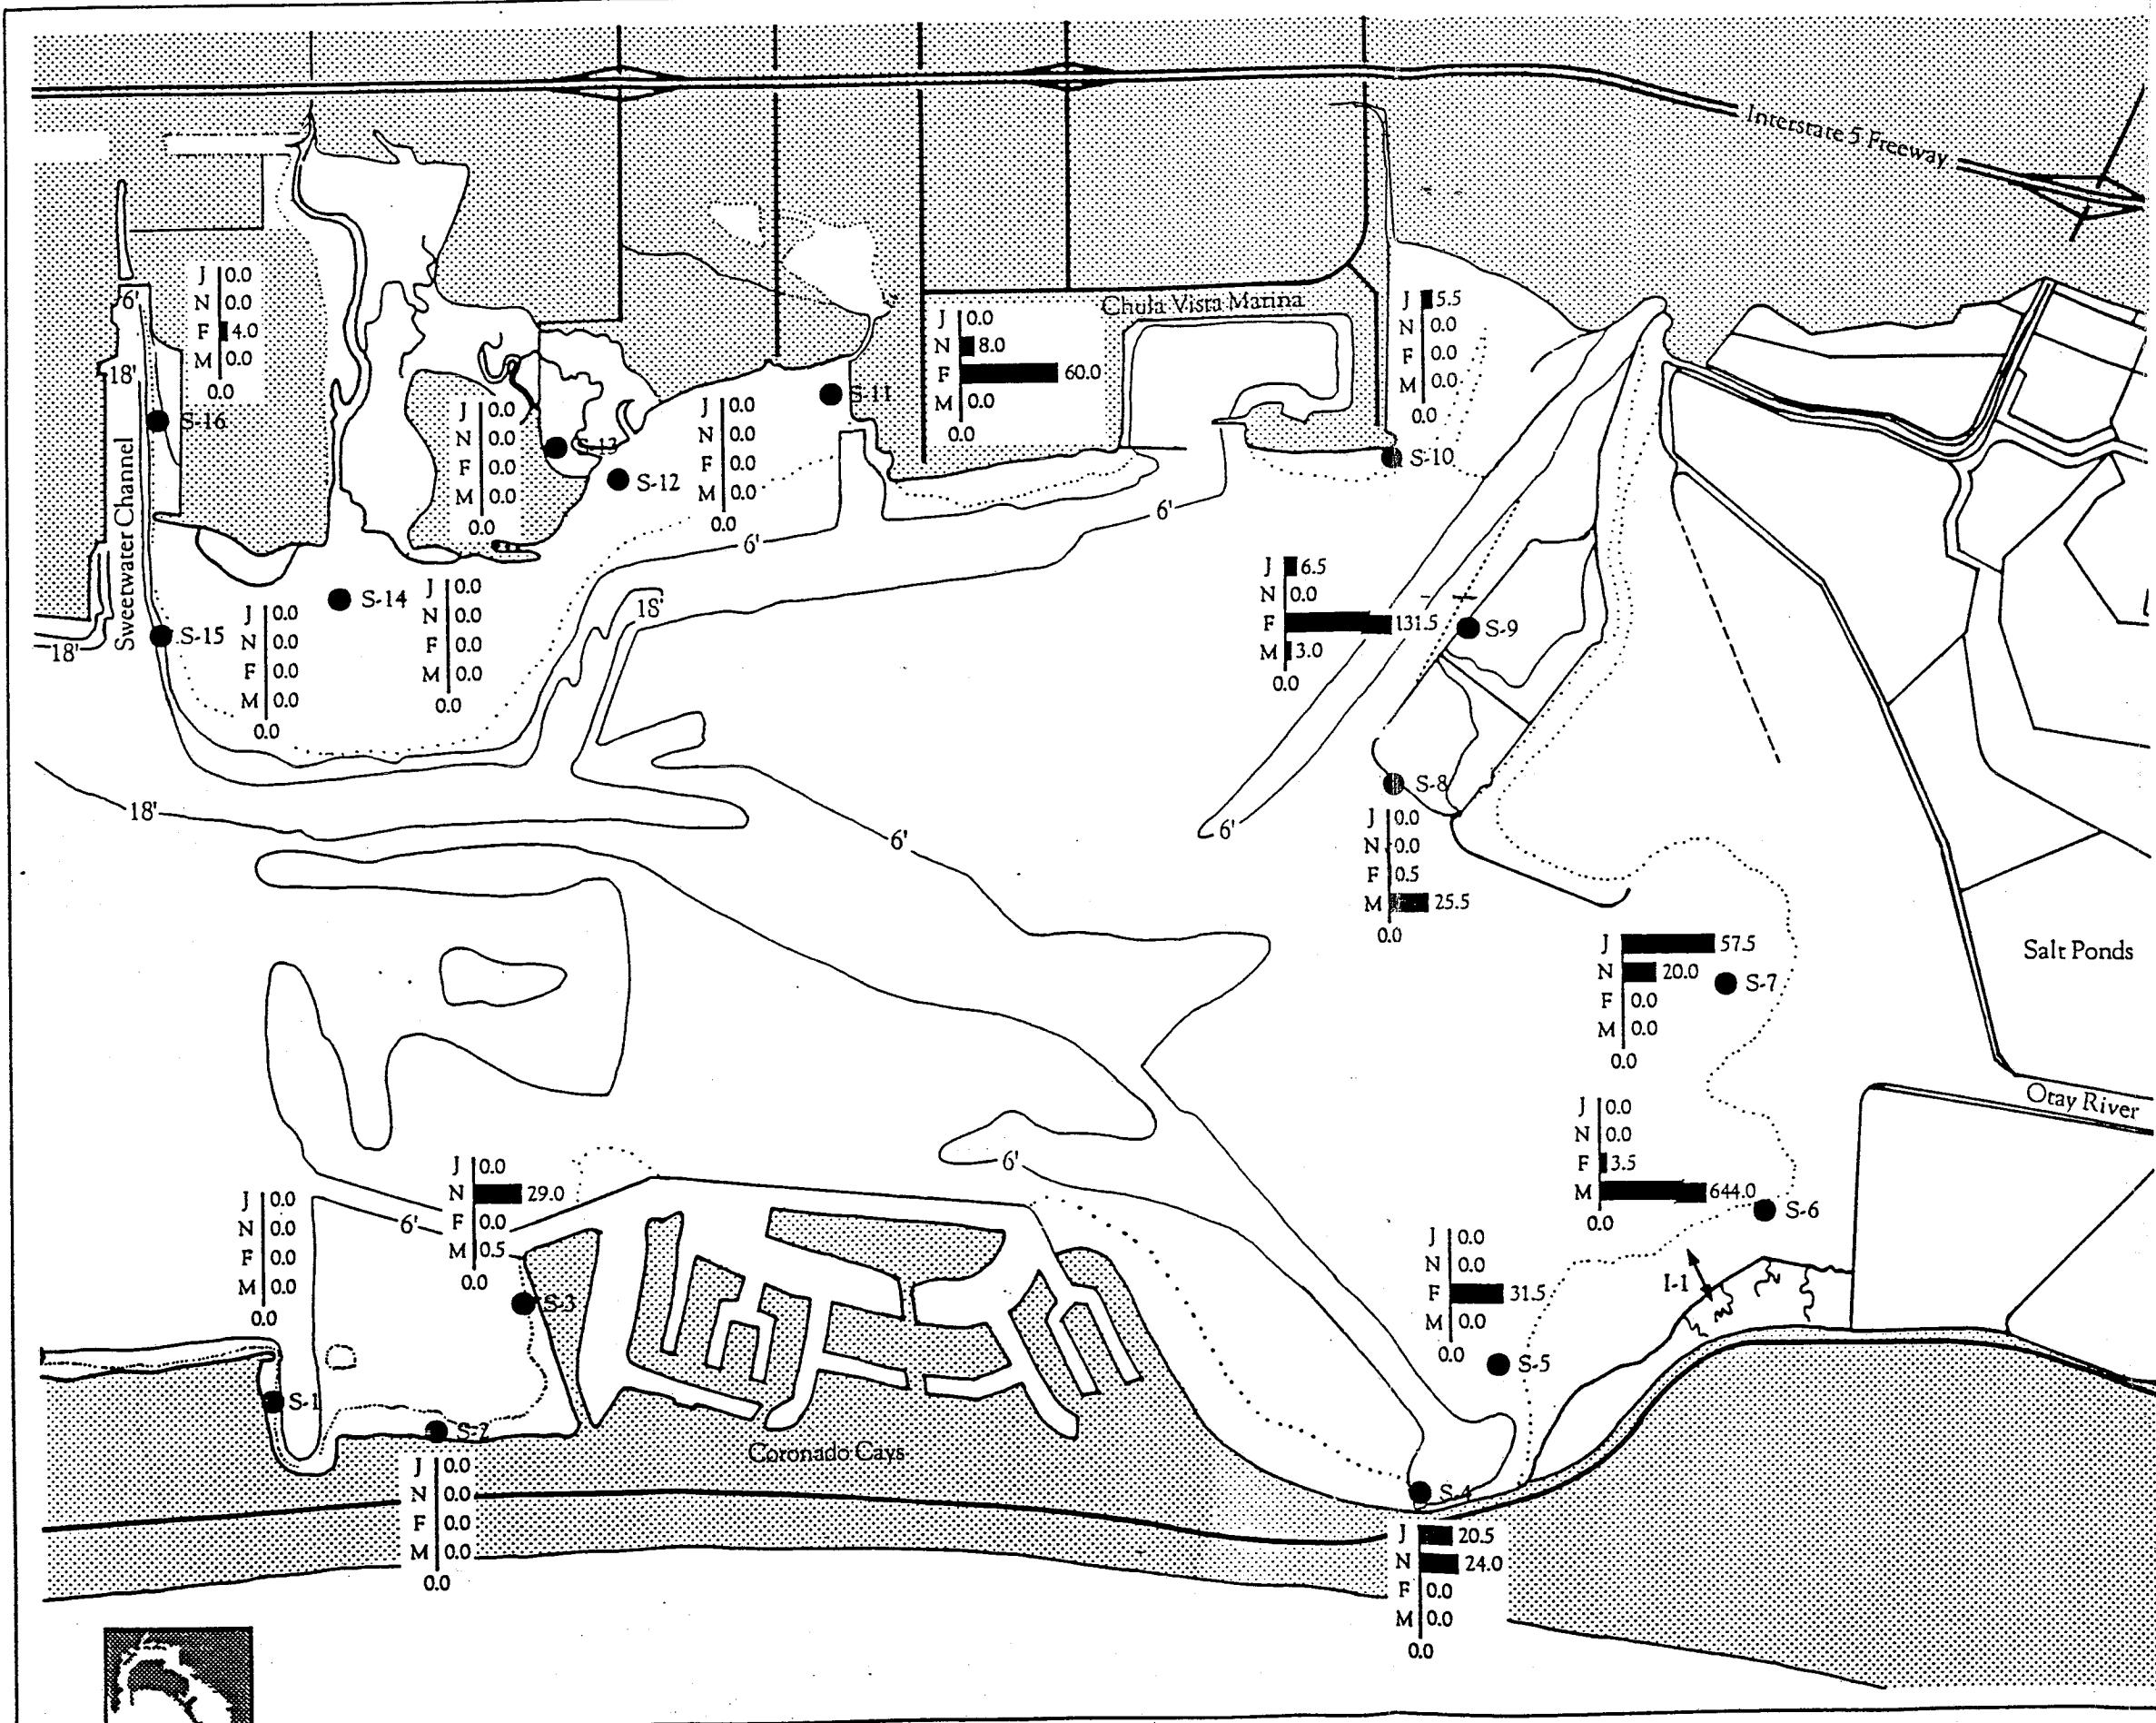 Interstate 5 Freeway
J 0.0
N 0.0
F 4.0
M 0.0
0.0
6'
18'
S-16
Sweetwater Channel
18'
S-15
J 0.0
N 0.0
F 0.0
M 0.0
0.0
S-14
J 0.0
N 0.0
F 0.0
M 0.0
0.0
J 0.0
N 0.0
F 0.0
M 0.0
0.0
S-13
S-12
J 0.0
N 0.0
F 0.0
M 0.0
0.0
S-11
J 0.0
N 8.0
F 60.0
M 0.0
0.0
Chula Vista Marina
J 5.5
N 0.0
F 0.0
M 0.0
0.0
S-10
6'
6'
18'
J 6.5
N 0.0
F 131.5
M 3.0
0.0
S-9
S-8
J 0.0
N 0.0
F 0.5
M 25.5
0.0
18'
6'
6'
J 57.5
N 20.0
F 0.0
M 0.0
0.0
S-7
Salt Ponds
Otay River
J 0.0
N 0.0
F 3.5
M 644.0
0.0
S-6
I-1
J 0.0
N 0.0
F 31.5
M 0.0
0.0
S-5
6'
J 0.0
N 29.0
F 0.0
M 0.5
0.0
S-3
6'
J 0.0
N 0.0
F 0.0
M 0.0
0.0
S-1
S-2
J 0.0
N 0.0
F 0.0
M 0.0
0.0
Coronado Cays
S-4
J 20.5
N 24.0
F 0.0
M 0.0
0.0